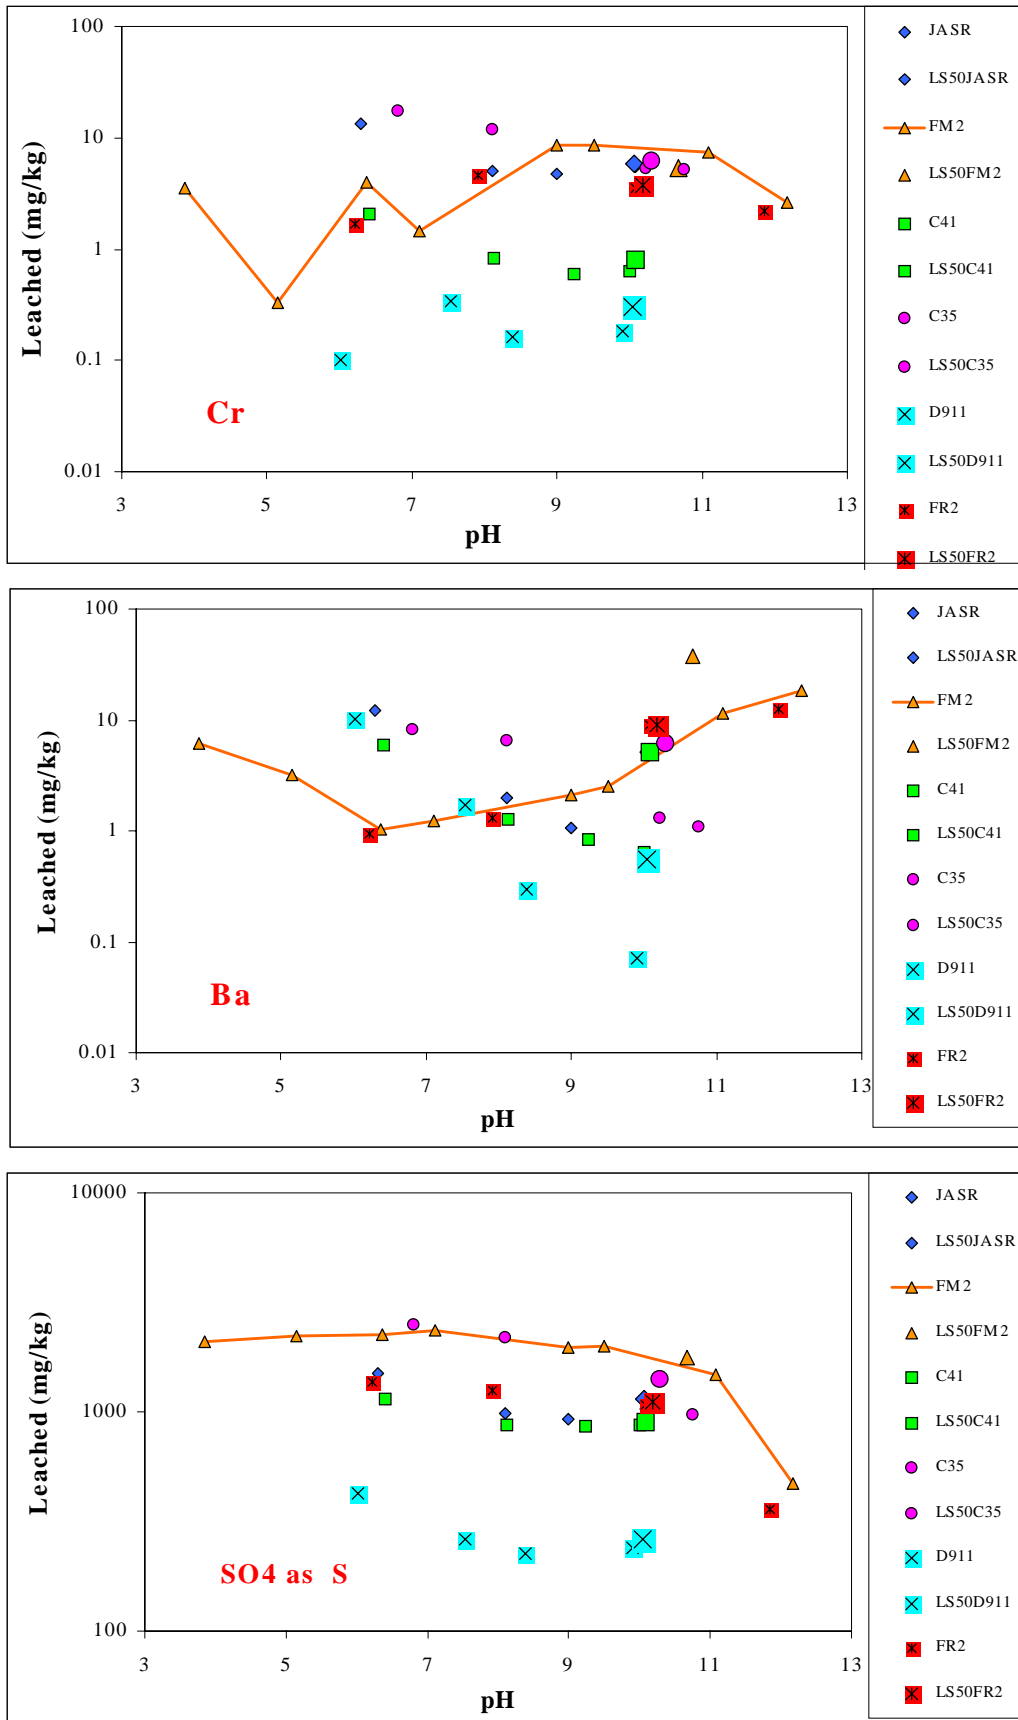 100
10
1
0.1
0.01
3
5
7
9
11
13
Leached (mg/kg)
pH
Cr
JASR
LS50JASR
FM2
LS50FM2
C41
LS50C41
C35
LS50C35
D911
LS50D911
FR2
LS50FR2
100
10
1
0.1
0.01
3
5
7
9
11
13
Leached (mg/kg)
pH
Ba
JASR
LS50JASR
FM2
LS50FM2
C41
LS50C41
C35
LS50C35
D911
LS50D911
FR2
LS50FR2
10000
1000
100
3
5
7
9
11
13
Leached (mg/kg)
pH
SO4 as S
JASR
LS50JASR
FM2
LS50FM2
C41
LS50C41
C35
LS50C35
D911
LS50D911
FR2
LS50FR2